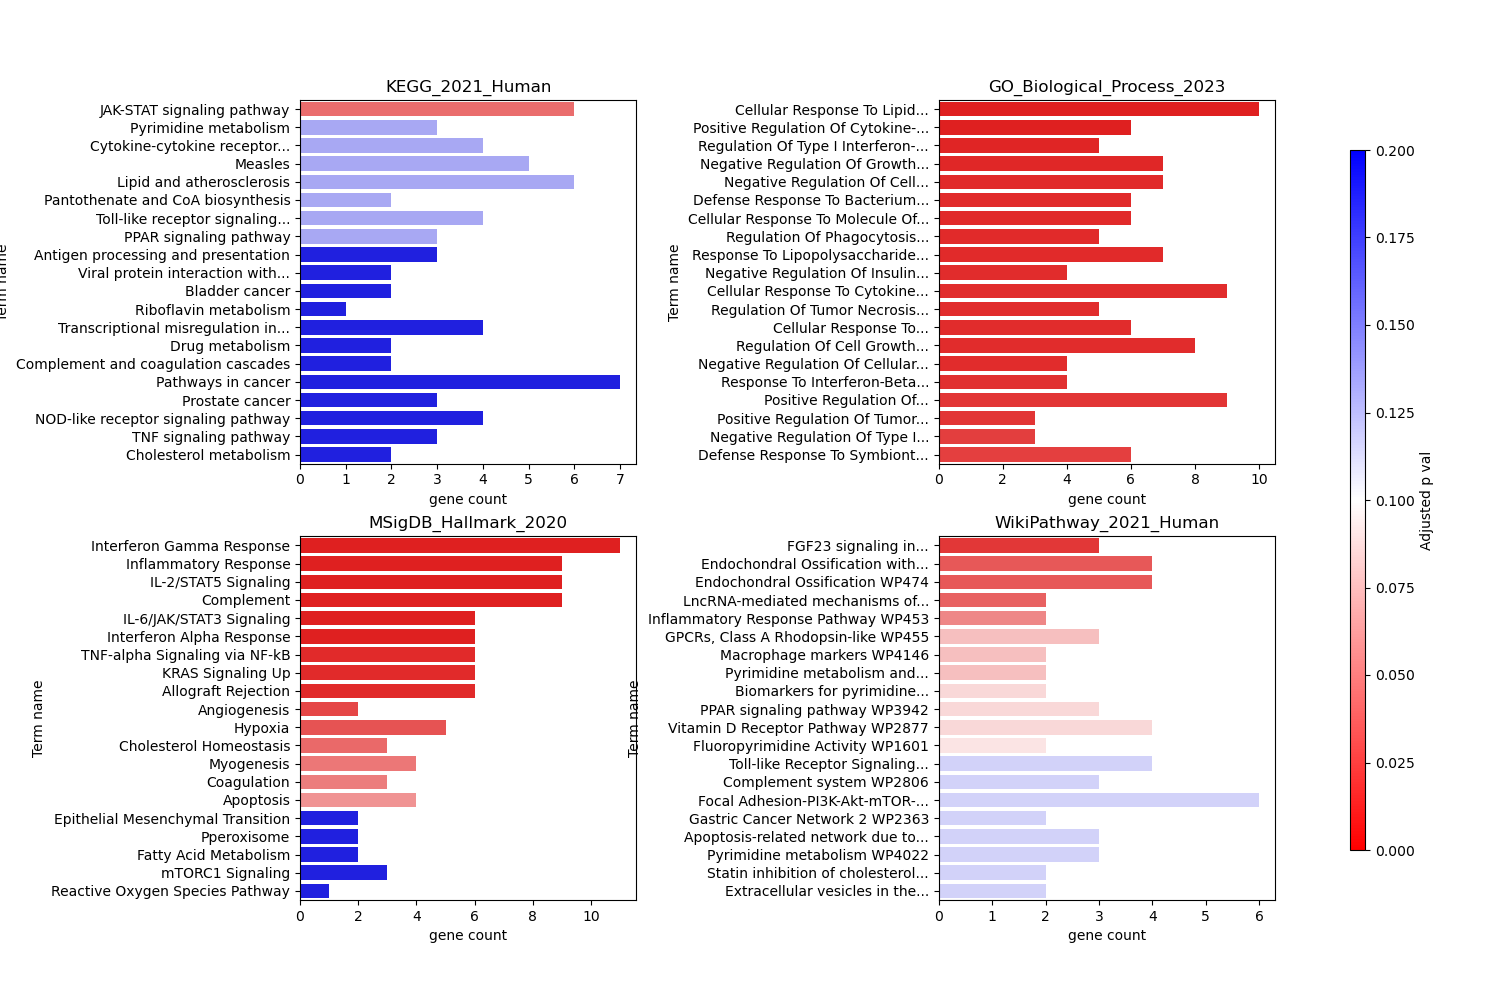 KEGG_2021_Human
JAK-STAT signaling pathway
Pyrimidine metabolism
Cytokine-cytokine receptor...
Measles
Lipid and atherosclerosis
Pantothenate and CoA biosynthesis
Toll-like receptor signaling...
PPAR signaling pathway
Antigen processing and presentation
Viral protein interaction with...
Bladder cancer
Riboflavin metabolism
Transcriptional misregulation in...
Drug metabolism
Complement and coagulation cascades
Pathways in cancer
Prostate cancer
NOD-like receptor signaling pathway
TNF signaling pathway
Cholesterol metabolism
Term name
0 1 2 3 4 5 6 7
gene count
GO_Biological_Process_2023
Cellular Response To Lipid...
Positive Regulation Of Cytokine-...
Regulation Of Type I Interferon-...
Negative Regulation Of Growth...
Negative Regulation Of Cell...
Defense Response To Bacterium...
Cellular Response To Molecule Of...
Regulation Of Phagocytosis...
Response To Lipopolysaccharide...
Negative Regulation Of Insulin...
Cellular Response To Cytokine...
Regulation Of Tumor Necrosis...
Cellular Response To...
Regulation Of Cell Growth...
Negative Regulation Of Cellular...
Response To Interferon-Beta...
Positive Regulation Of...
Positive Regulation Of Tumor...
Negative Regulation Of Type I...
Defense Response To Symbiont...
Term name
0 2 4 6 8 10
gene count
MSigDB_Hallmark_2020
Interferon Gamma Response
Inflammatory Response
IL-2/STAT5 Signaling
Complement
IL-6/JAK/STAT3 Signaling
Interferon Alpha Response
TNF-alpha Signaling via NF-kB
KRAS Signaling Up
Allograft Rejection
Angiogenesis
Hypoxia
Cholesterol Homeostasis
Myogenesis
Coagulation
Apoptosis
Epithelial Mesenchymal Transition
Pperoxisome
Fatty Acid Metabolism
mTORC1 Signaling
Reactive Oxygen Species Pathway
Term name
0 2 4 6 8 10
gene count
WikiPathway_2021_Human
FGF23 signaling in...
Endochondral Ossification with...
Endochondral Ossification WP474
LncRNA-mediated mechanisms of...
Inflammatory Response Pathway WP453
GPCRs, Class A Rhodopsin-like WP455
Macrophage markers WP4146
Pyrimidine metabolism and...
Biomarkers for pyrimidine...
PPAR signaling pathway WP3942
Vitamin D Receptor Pathway WP2877
Fluoropyrimidine Activity WP1601
Toll-like Receptor Signaling...
Complement system WP2806
Focal Adhesion-PI3K-Akt-mTOR-...
Gastric Cancer Network 2 WP2363
Apoptosis-related network due to...
Pyrimidine metabolism WP4022
Statin inhibition of cholesterol...
Extracellular vesicles in the...
Term name
0 1 2 3 4 5 6
gene count
0.200
0.175
0.150
0.125
0.100
0.075
0.050
0.025
0.000
Adjusted p val